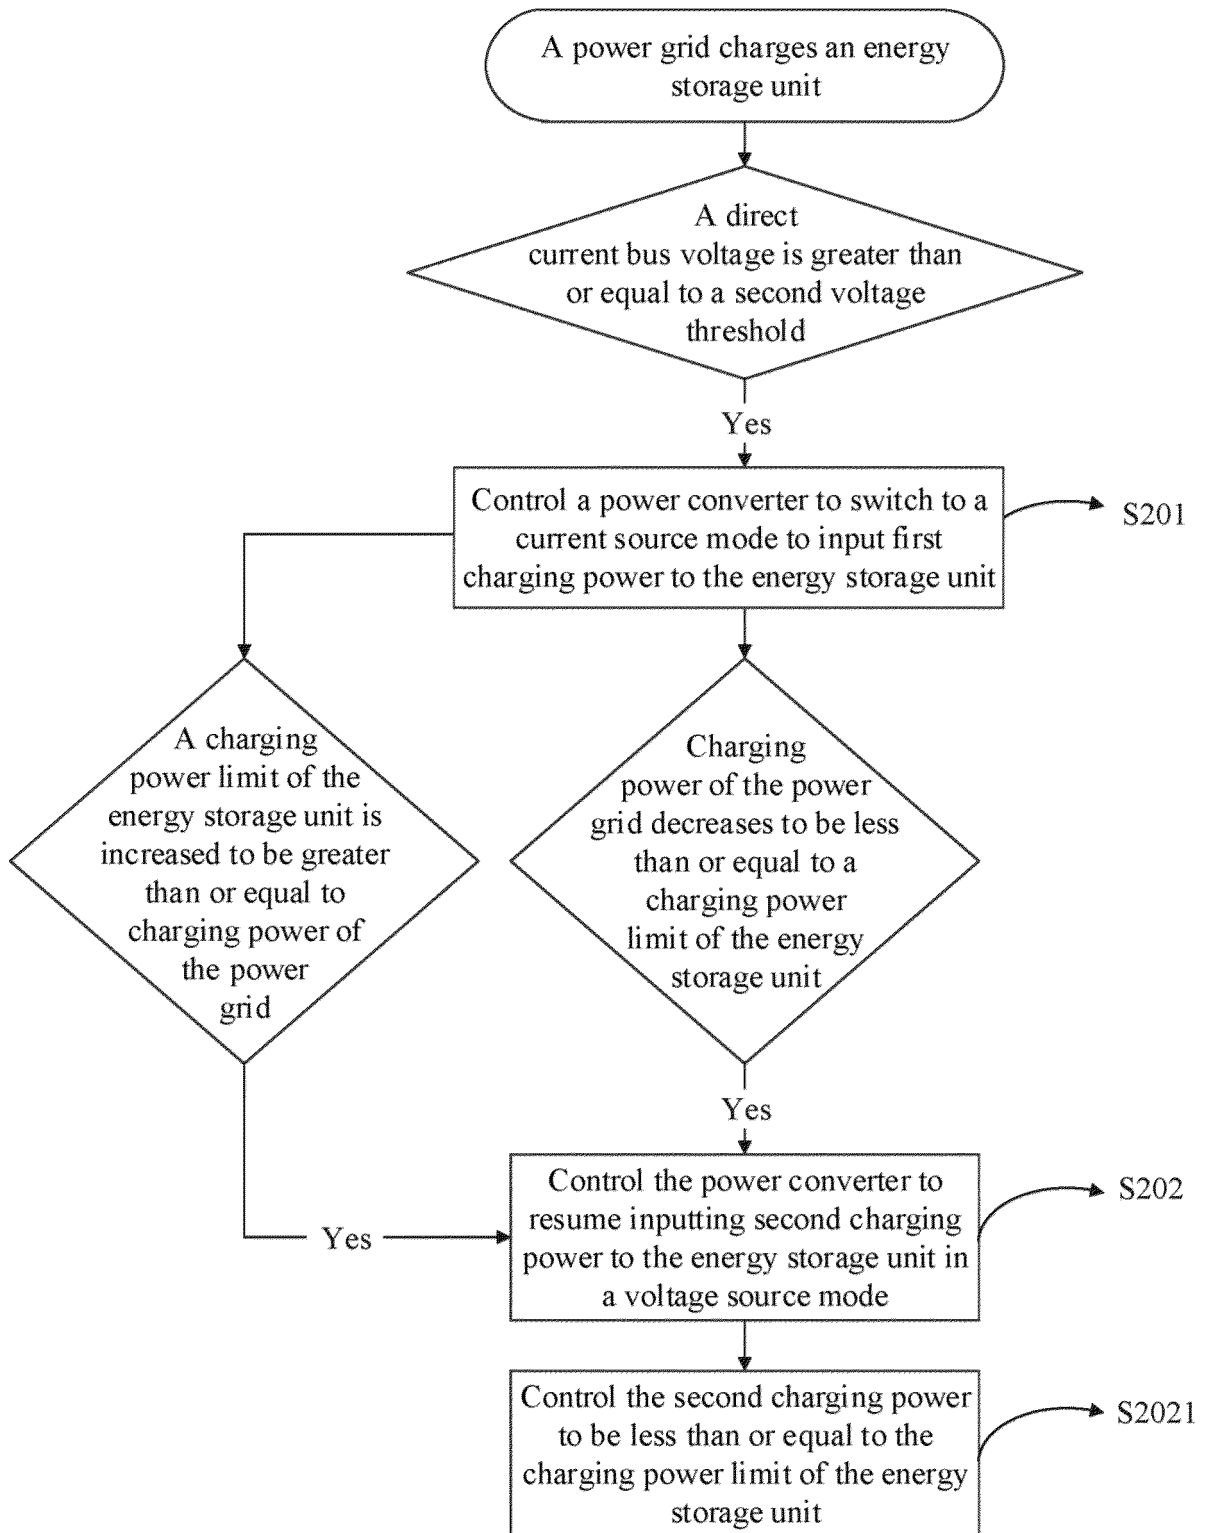 A power grid charges an energy
storage unit
A direct
current bus voltage is greater than
or equal to a second voltage
threshold
Yes
Control a power converter to switch to a
current source mode to input first
charging power to the energy storage unit
S201
A charging
power limit of the
energy storage unit is
increased to be greater
than or equal to
charging power of
the power
grid
Charging
power of the power
grid decreases to be less
than or equal to a
charging power
limit of the energy
storage unit
Yes
Yes
Control the power converter to
resume inputting second charging
power to the energy storage unit in
a voltage source mode
S202
Control the second charging power
to be less than or equal to the
charging power limit of the energy
storage unit
S2021